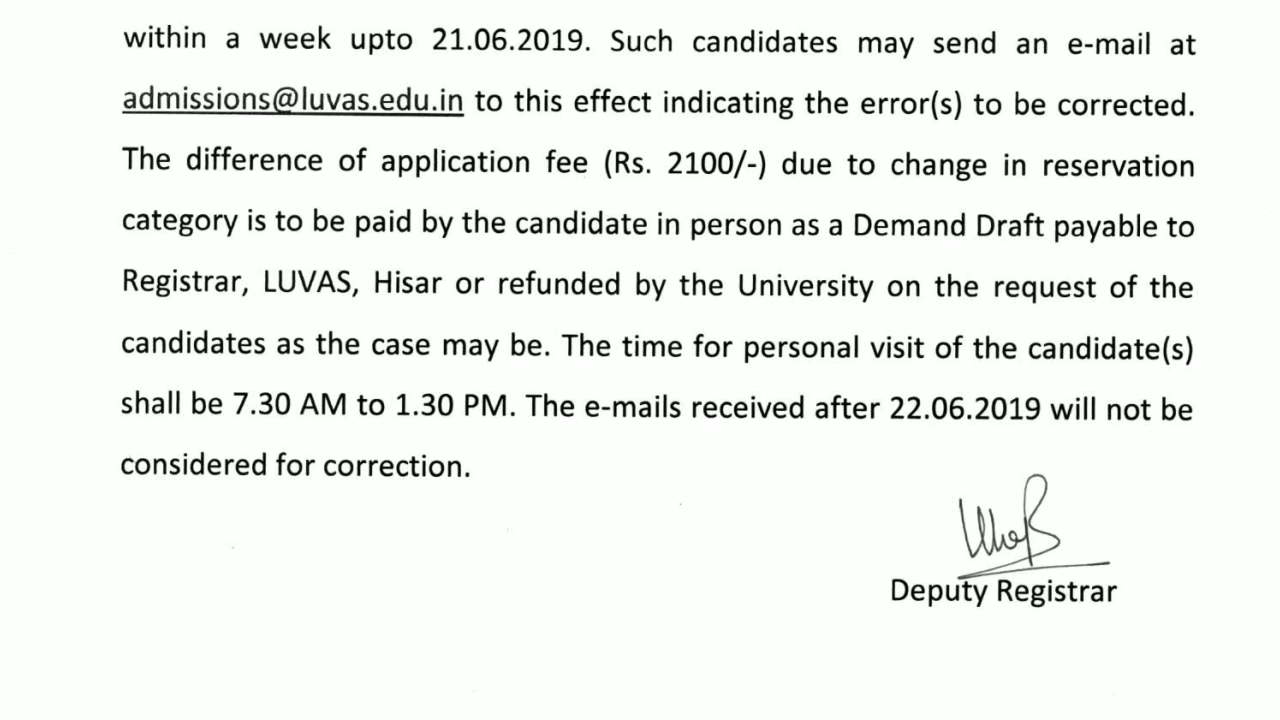 within a week upto 21.06.2019. Such candidates may send an e-mail at
admissions@luvas.edu.in to this effect indicating the error(s) to be corrected.
The difference of application fee (Rs. 2100/-) due to change in reservation
category is to be paid by the candidate in person as a Demand Draft payable to
Registrar, LUVAS, Hisar or refunded by the University on the request of the
candidates as the case may be. The time for personal visit of the candidate(s)
shall be 7.30 AM to 1.30 PM. The e-mails received after 22.06.2019 will not be
considered for correction.
Deputy Registrar